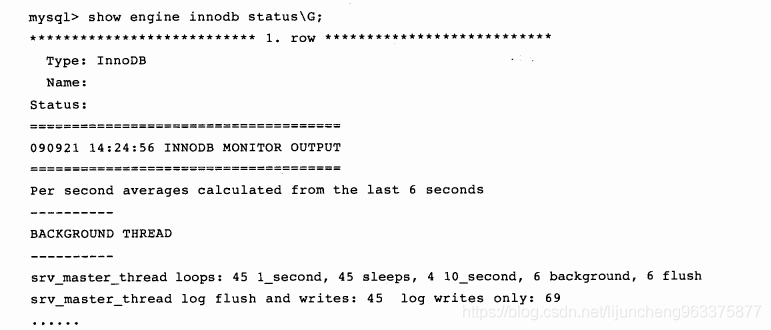 mysql> show engine innodb status\G;
*************************** 1. row ***************************
Type: InnoDB
Name:
Status:
=====================================
090921 14:24:56 INNODB MONITOR OUTPUT
=====================================
Per second averages calculated from the last 6 seconds
----------
BACKGROUND THREAD
----------
srv_master_thread loops: 45 1_second, 45 sleeps, 4 10_second, 6 background, 6 flush
srv_master_thread log flush and writes: 45  log writes only: 69
......
https://blog.csdn.net/lijuncheng963375877